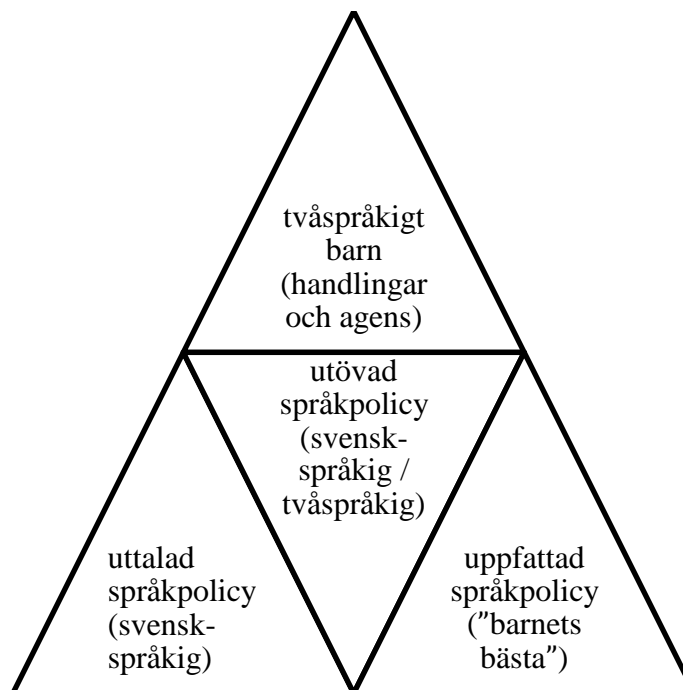 tvåspråkigt
barn
(handlingar
och agens)
utövad
språkpolicy
(svensk-
språkig /
tvåspråkig)
uttalad
språkpolicy
(svensk-
språkig)
uppfattad
språkpolicy
(”barnets
bästa”)